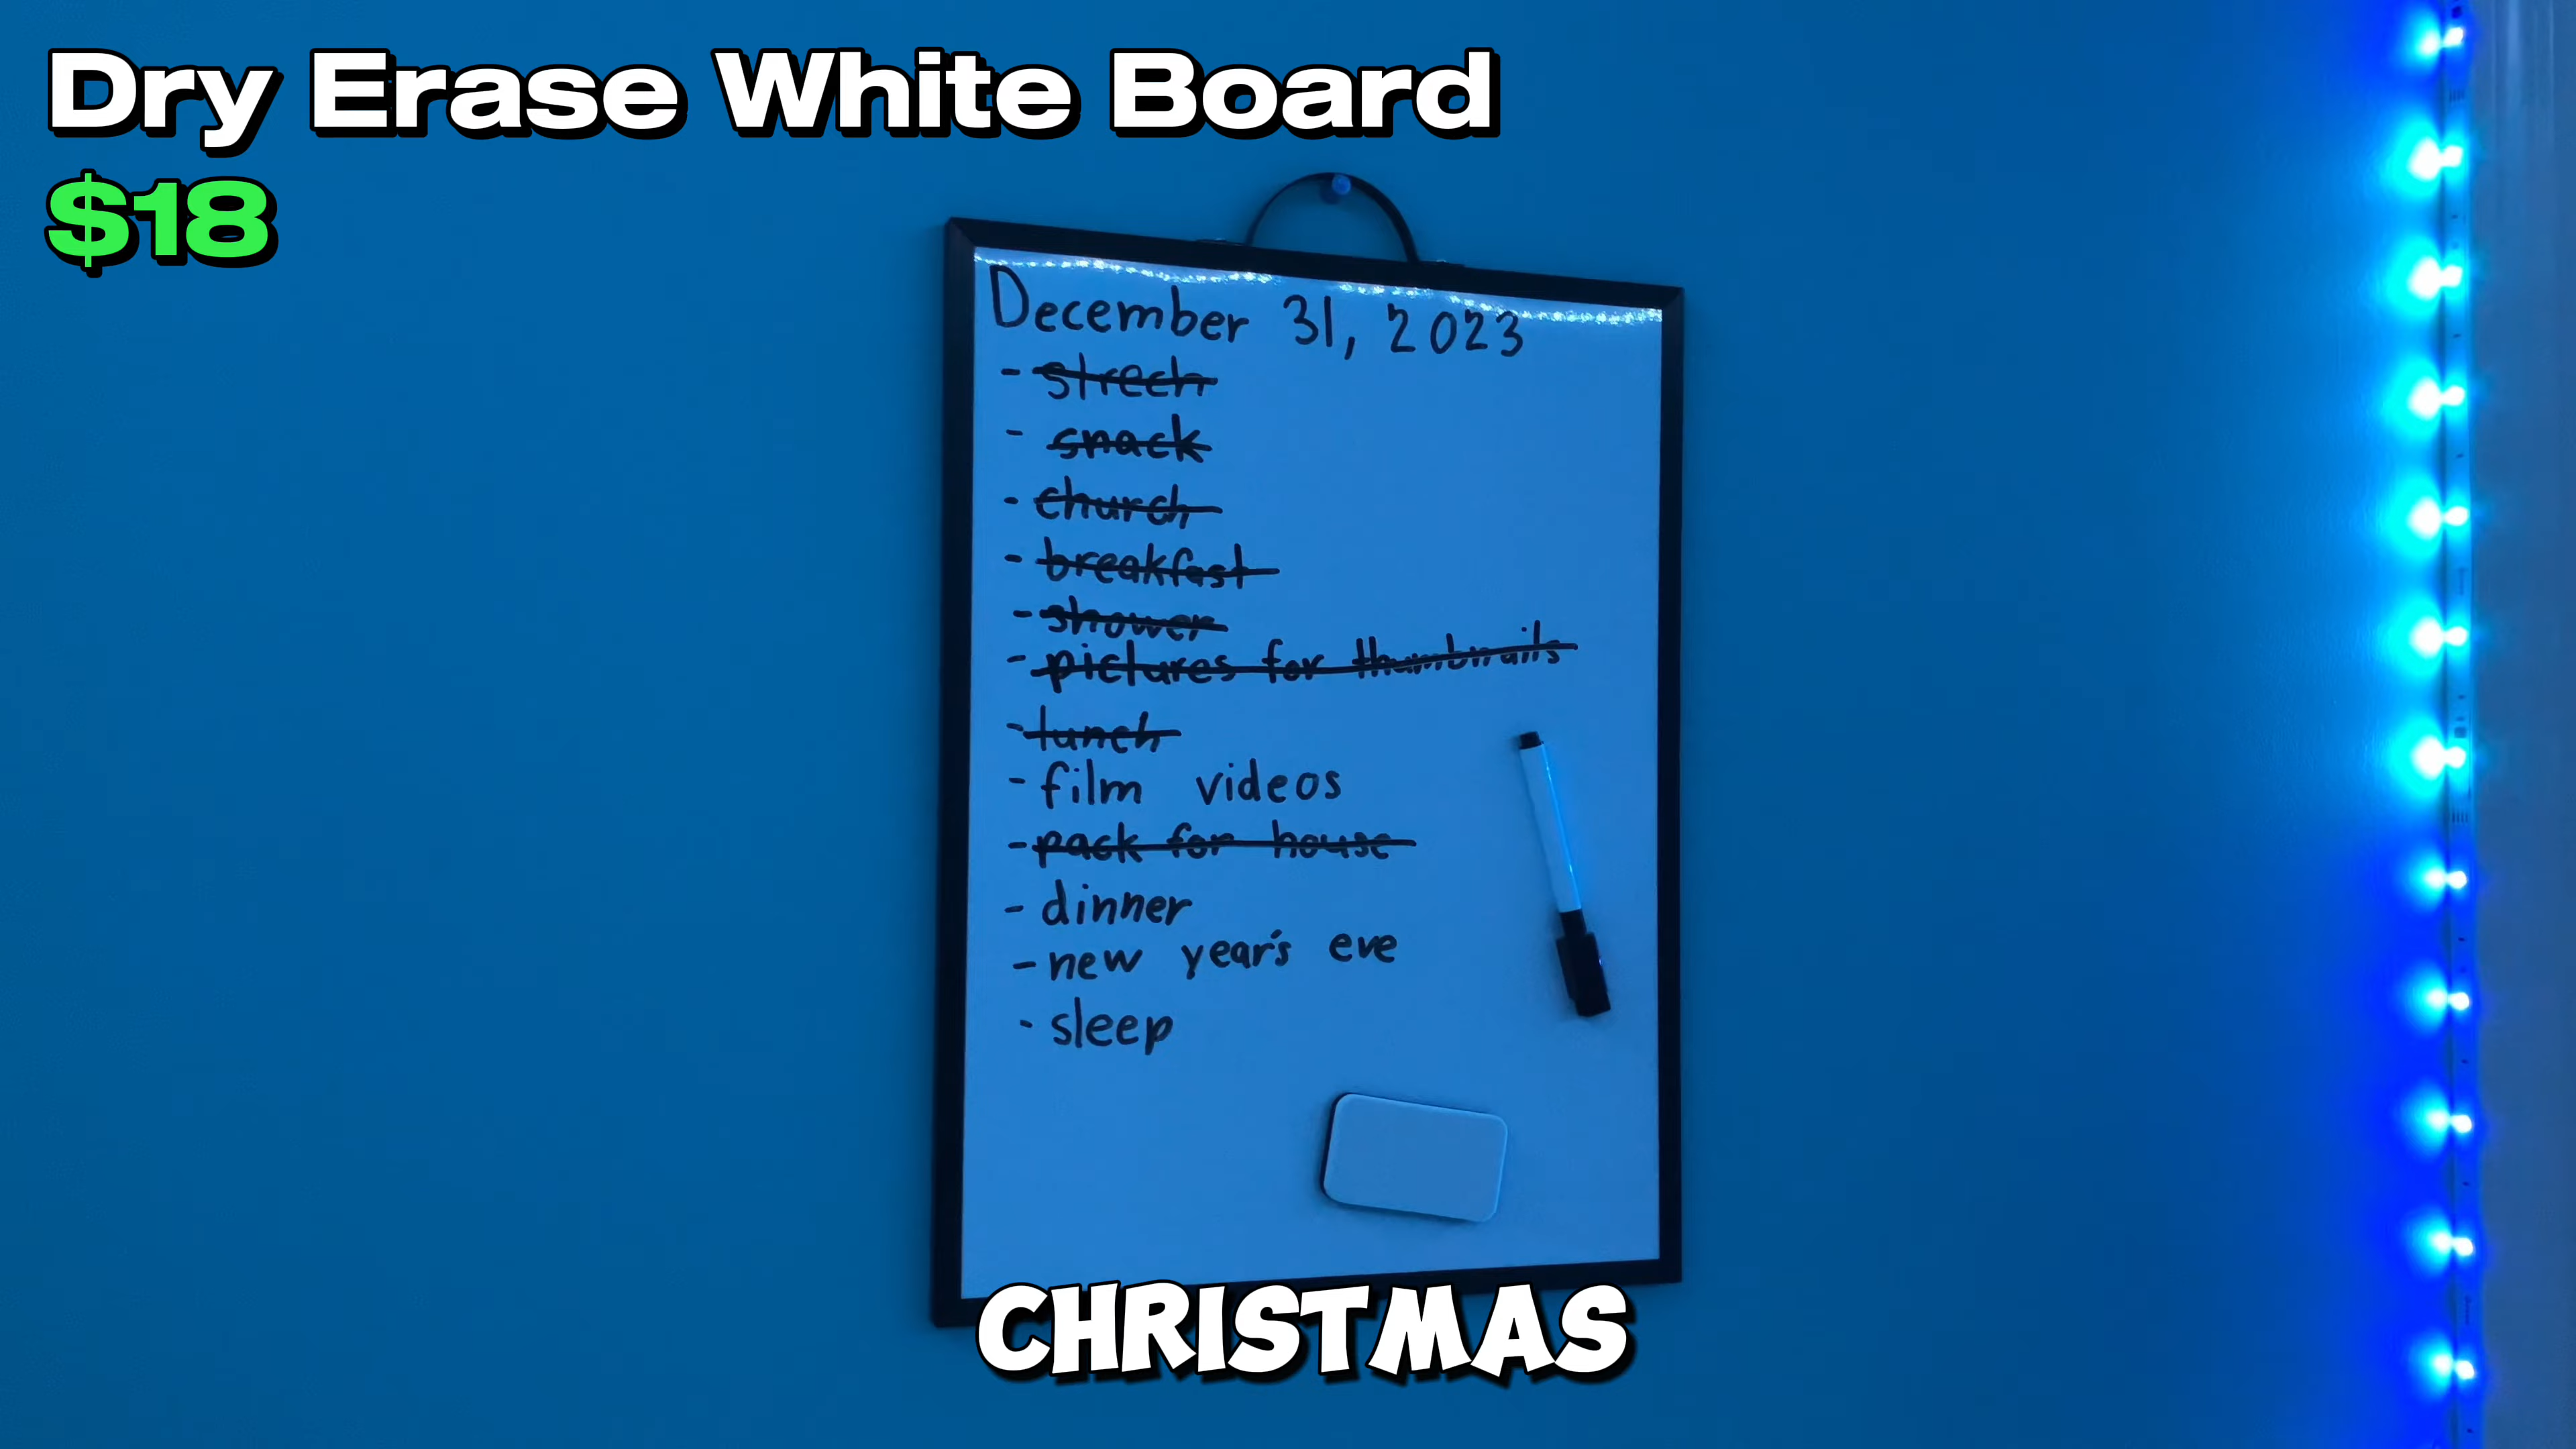 Dry Erase White Board
$18
December 31, 2023
- strech
- snack
- church
- breakfast
- shower
- pictures for thumbnails
- lunch
- film videos
- pack for house
- dinner
- new year's eve
- sleep
CHRISTMAS